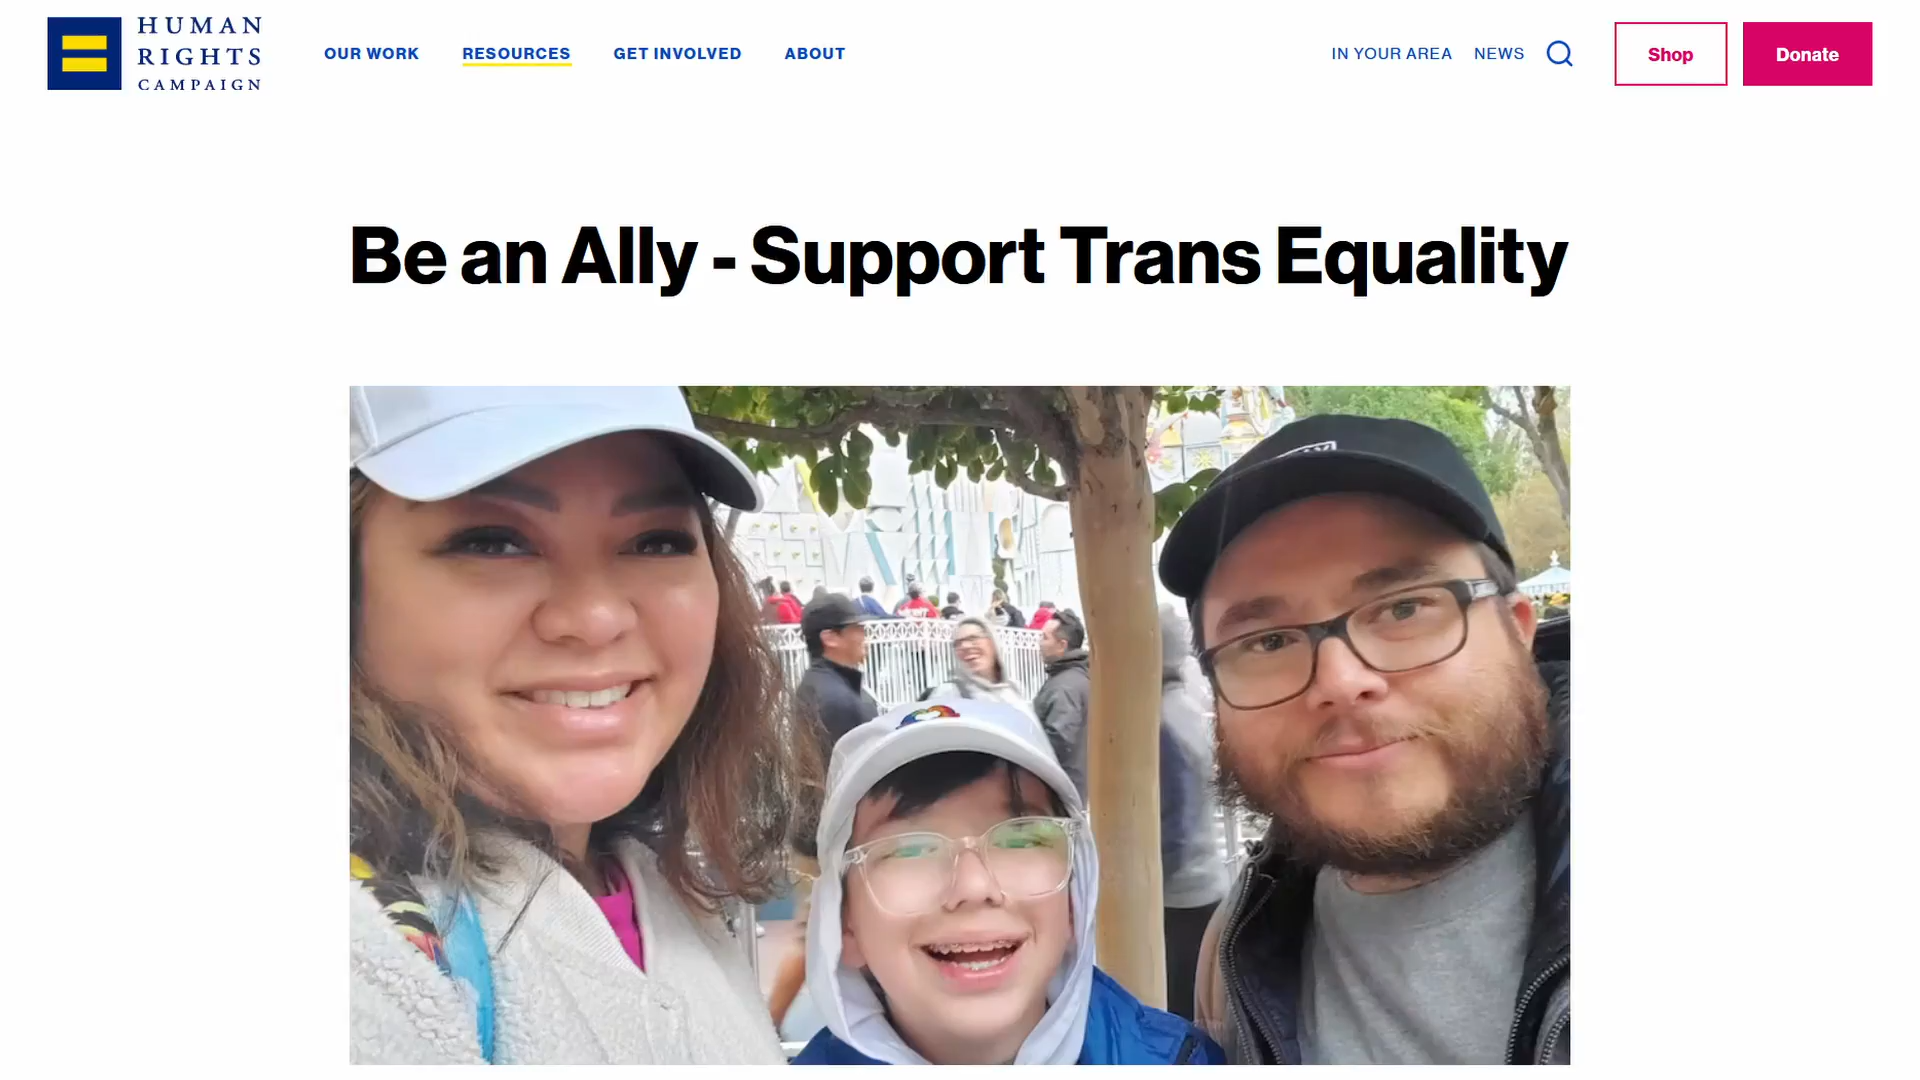 HUMAN
RIGHTS
CAMPAIGN
OUR WORK
RESOURCES
GET INVOLVED
ABOUT
IN YOUR AREA
NEWS
Shop
Donate
Be an Ally - Support Trans Equality